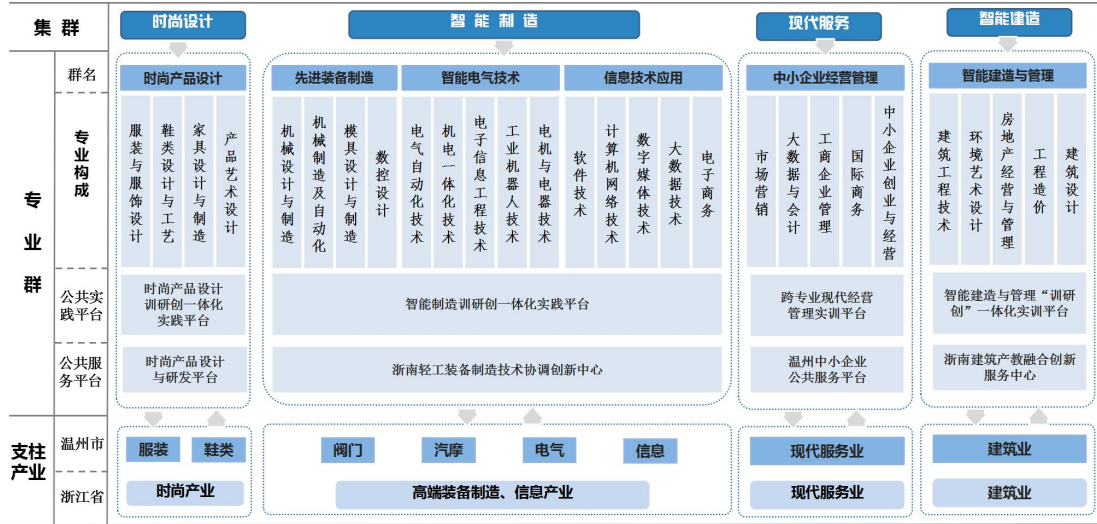 集 群
时尚设计
智 能 制 造
现代服务
智能建造
专 业 群
群名
时尚产品设计
先进装备制造
智能电气技术
信息技术应用
中小企业经营管理
智能建造与管理
专业构成
服装与服饰设计
鞋类设计与工艺
家具设计与制造
产品艺术设计
机械设计与制造
机械制造及自动化
模具设计与制造
数控设计
电气自动化技术
机电一体化技术
电子信息工程技术
工业机器人技术
电机与电器技术
软件技术
计算机网络技术
数字媒体技术
大数据技术
电子商务
市场营销
大数据与会计
工商企业管理
国际商务
中小企业创业与经营
建筑工程技术
环境艺术设计
房地产经营与管理
工程造价
建筑设计
公共实
践平台
时尚产品设计
训研创一体化
实践平台
智能制造训研创一体化实践平台
跨专业现代经营
管理实训平台
智能建造与管理“训研
创”一体化实训平台
公共服
务平台
时尚产品设计
与研发平台
浙南轻工装备制造技术协调创新中心
温州中小企业
公共服务平台
浙南建筑产教融合创新
服务中心
支柱
产业
温州市
服装
鞋类
阀门
汽摩
电气
信息
现代服务业
建筑业
浙江省
时尚产业
高端装备制造、信息产业
现代服务业
建筑业